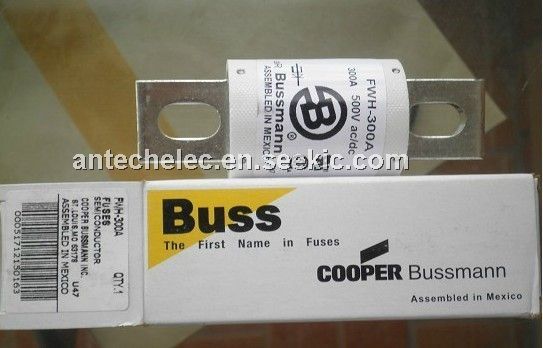 FWH-300A
300A 500V ac/dc
B
Bussmann®
ASSEMBLED IN MEXICO
antechelec.en.seekic.com
FWH-300A QTY.1
SEMICONDUCTOR
FUSES
COOPER BUSSMANN INC.
ST. LOUIS, MO 63178 U47
ASSEMBLED IN MEXICO
Buss
The First Name in Fuses
COOPER Bussmann
Assembled in Mexico